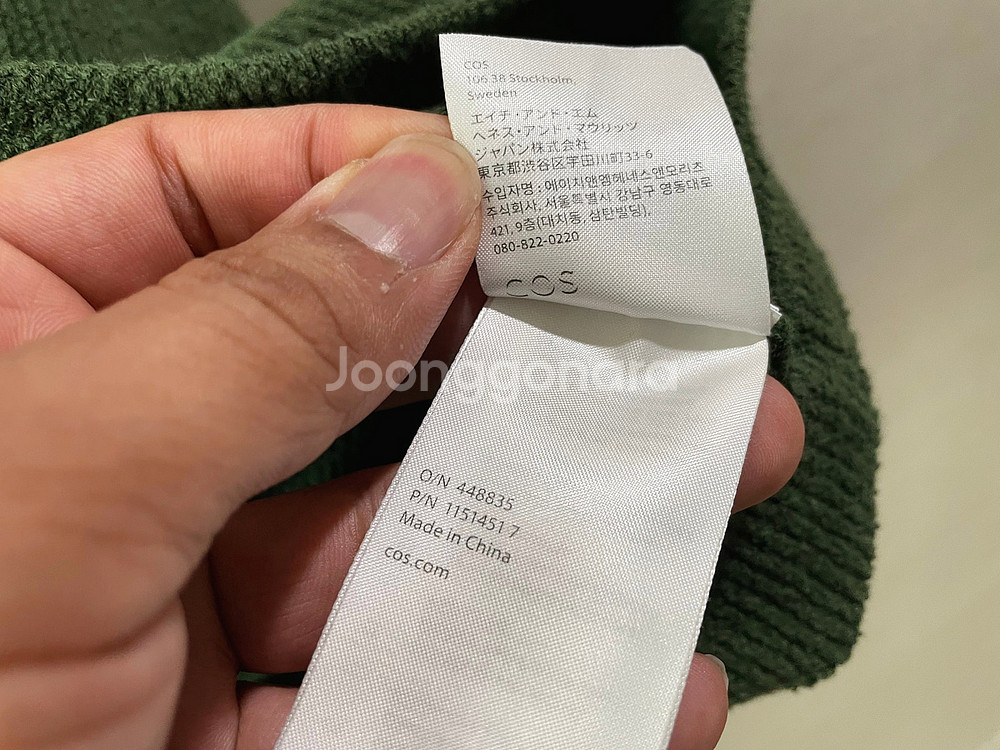 COS
106 38 Stockholm,
Sweden
エイチ・アンド・エム
ヘネス・アンド・マウリッツ
ジャパン株式会社
東京都渋谷区宇田川町33-6
수입자명 : 에이치앤엠헤네스앤모리츠
주식회사, 서울특별시 강남구 영동대로
421, 9층(대치동, 삼탄빌딩),
080-822-0220
COS
Joonggonara
O/N 448835
P/N 1151451 7
Made in China
cos.com